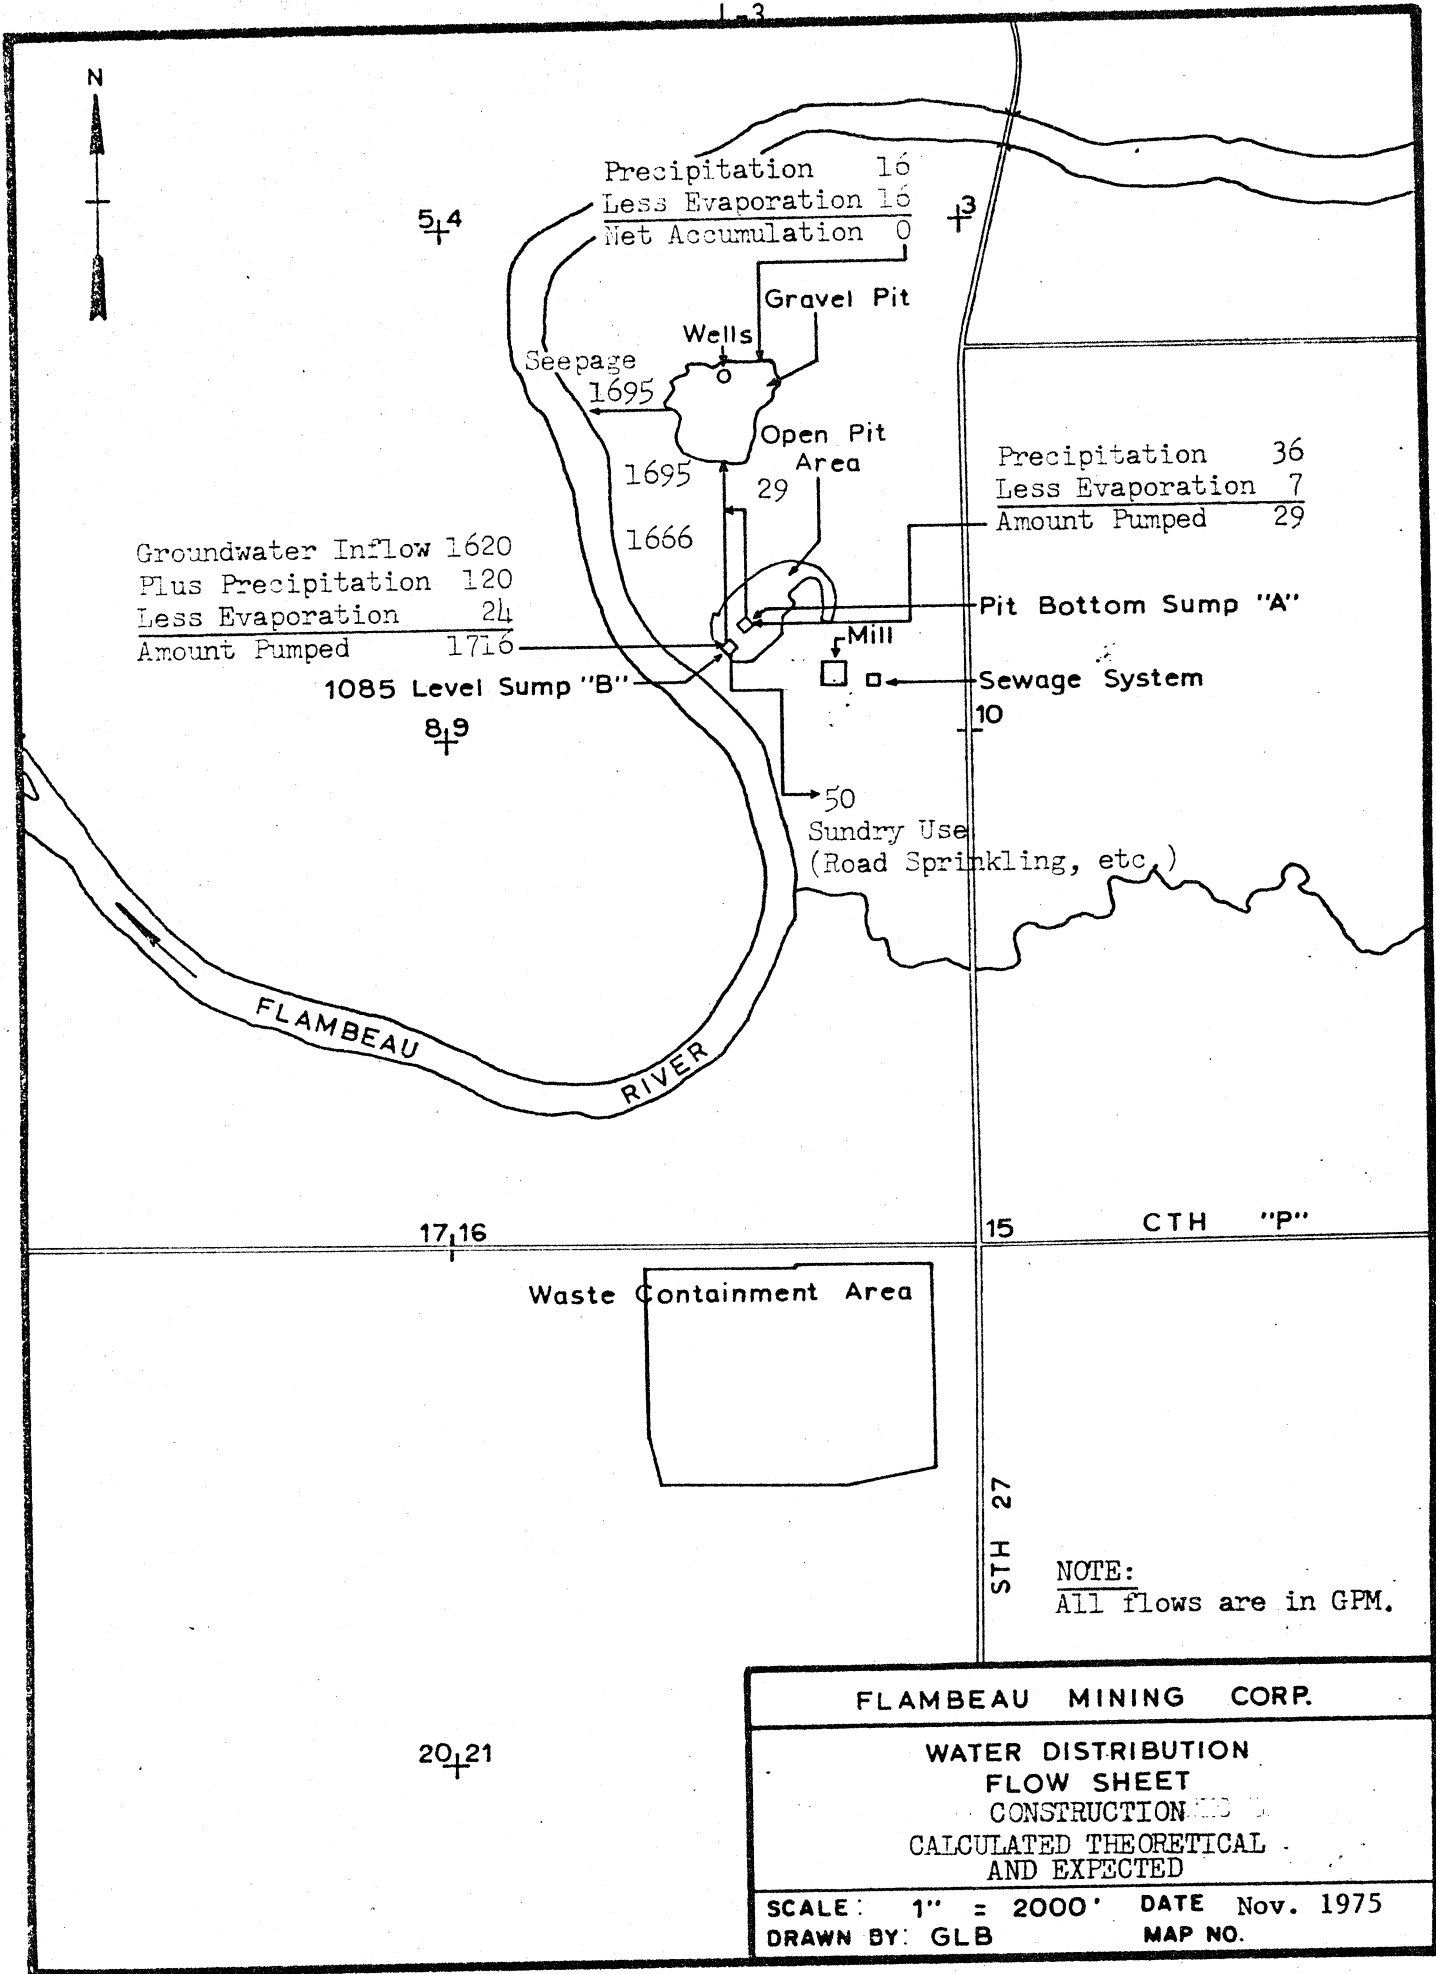 L-3
N
Precipitation 16
Less Evaporation 16
Net Accumulation 0
5 4
3
Gravel Pit
Wells
Seepage
1695
Open Pit
Area
1695
29
1666
Precipitation 36
Less Evaporation 7
Amount Pumped 29
Groundwater Inflow 1620
Plus Precipitation 120
Less Evaporation 24
Amount Pumped 1716
Pit Bottom Sump "A"
Mill
1085 Level Sump "B"
Sewage System
8 9
10
50
Sundry Use
(Road Sprinkling, etc.)
FLAMBEAU
RIVER
17 16
15
CTH "P"
Waste Containment Area
STH 27
NOTE:
All flows are in GPM.
20 21
FLAMBEAU MINING CORP.
WATER DISTRIBUTION
FLOW SHEET
CONSTRUCTION
CALCULATED THEORETICAL
AND EXPECTED
SCALE: 1" = 2000' DATE Nov. 1975
DRAWN BY: GLB MAP NO.